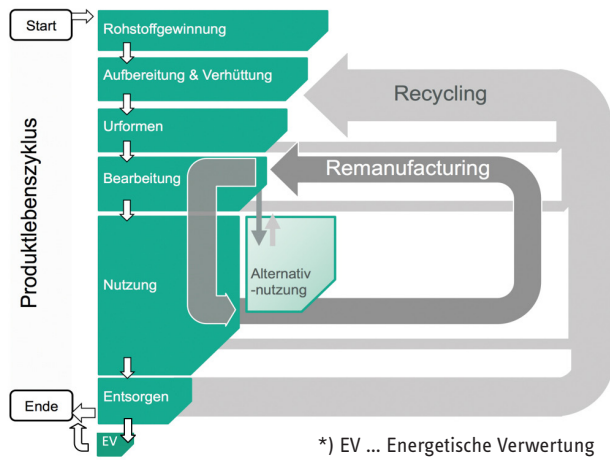 Start
Produktlebenszyklus
Rohstoffgewinnung
Aufbereitung & Verhüttung
Recycling
Urformen
Bearbeitung
Remanufacturing
Nutzung
Alternativ
-nutzung
Entsorgen
Ende
EV
*) EV ... Energetische Verwertung